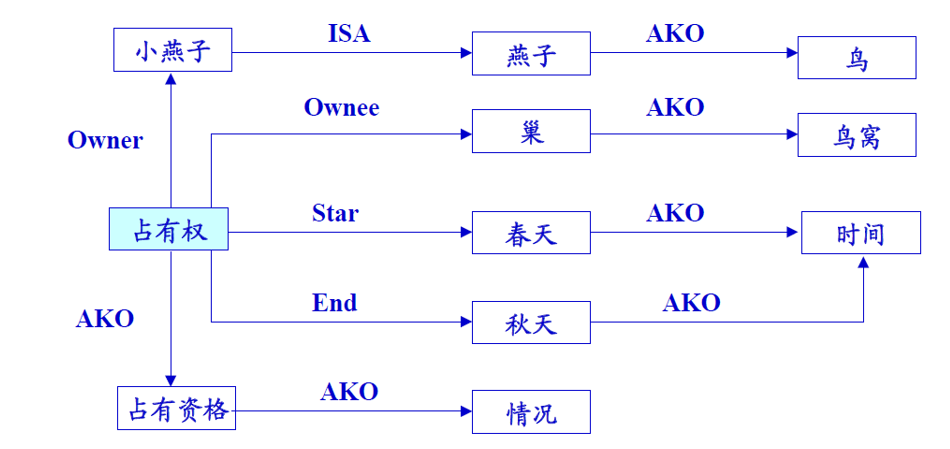 小燕子 ISA 燕子 AKO 鸟
Owner Ownee 巢 AKO 鸟窝
占有权 Star 春天 AKO 时间
AKO End 秋天 AKO
占有资格 AKO 情况